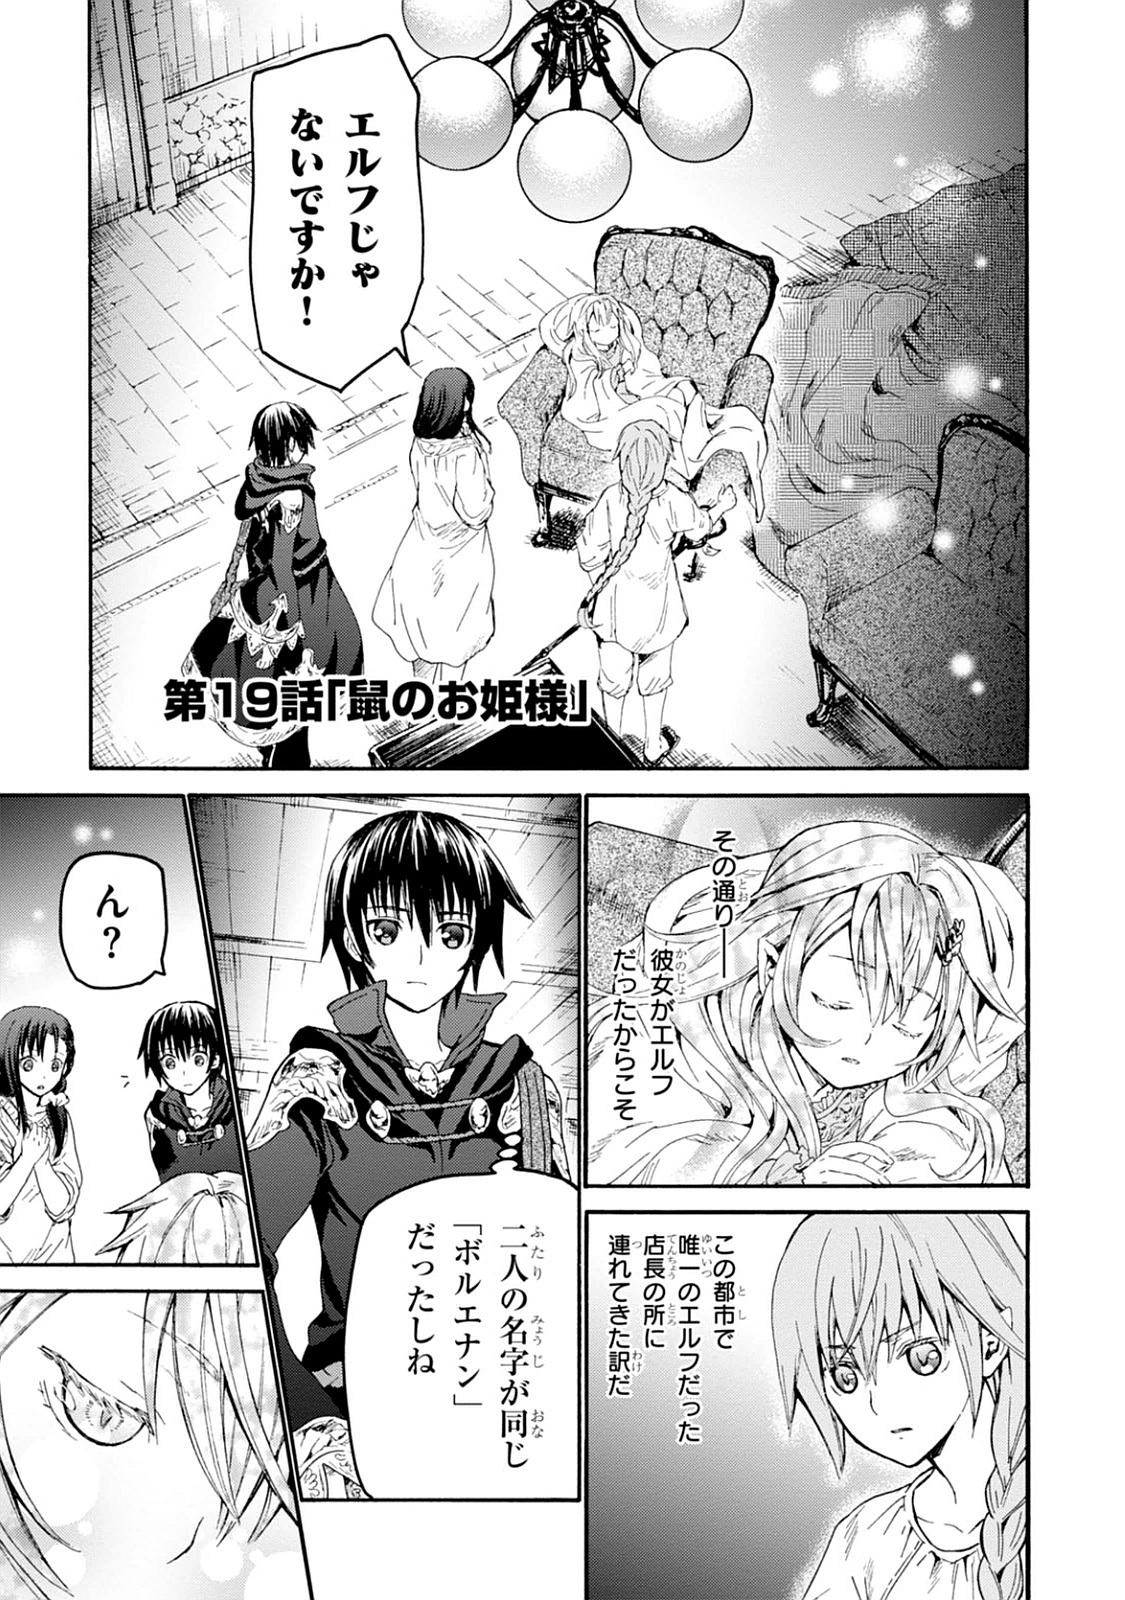 エルフじゃ
ないですか!
第19話「鼠のお姫様」
その通り――
彼女がエルフ
だったからこそ
この都市で
唯一のエルフだった
店長の所に
連れてきた訳だ
二人の名字が同じ
「ボルエナン」
だったしね
ん?